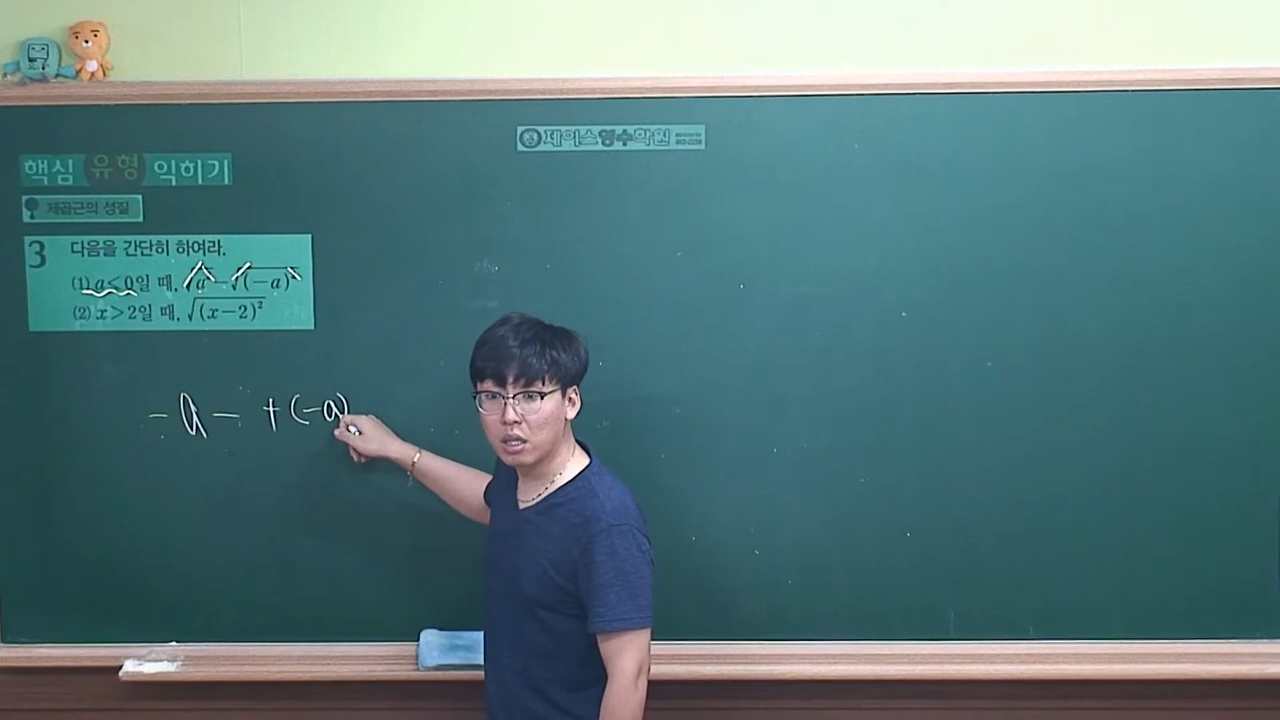 제이스영수학원
핵심 유형 익히기
제곱근의 성질
3 다음을 간단히 하여라.
(1) a<0일 때, √a²-√(-a)²
(2) x>2일 때, √(x-2)²
-a- +(-a)